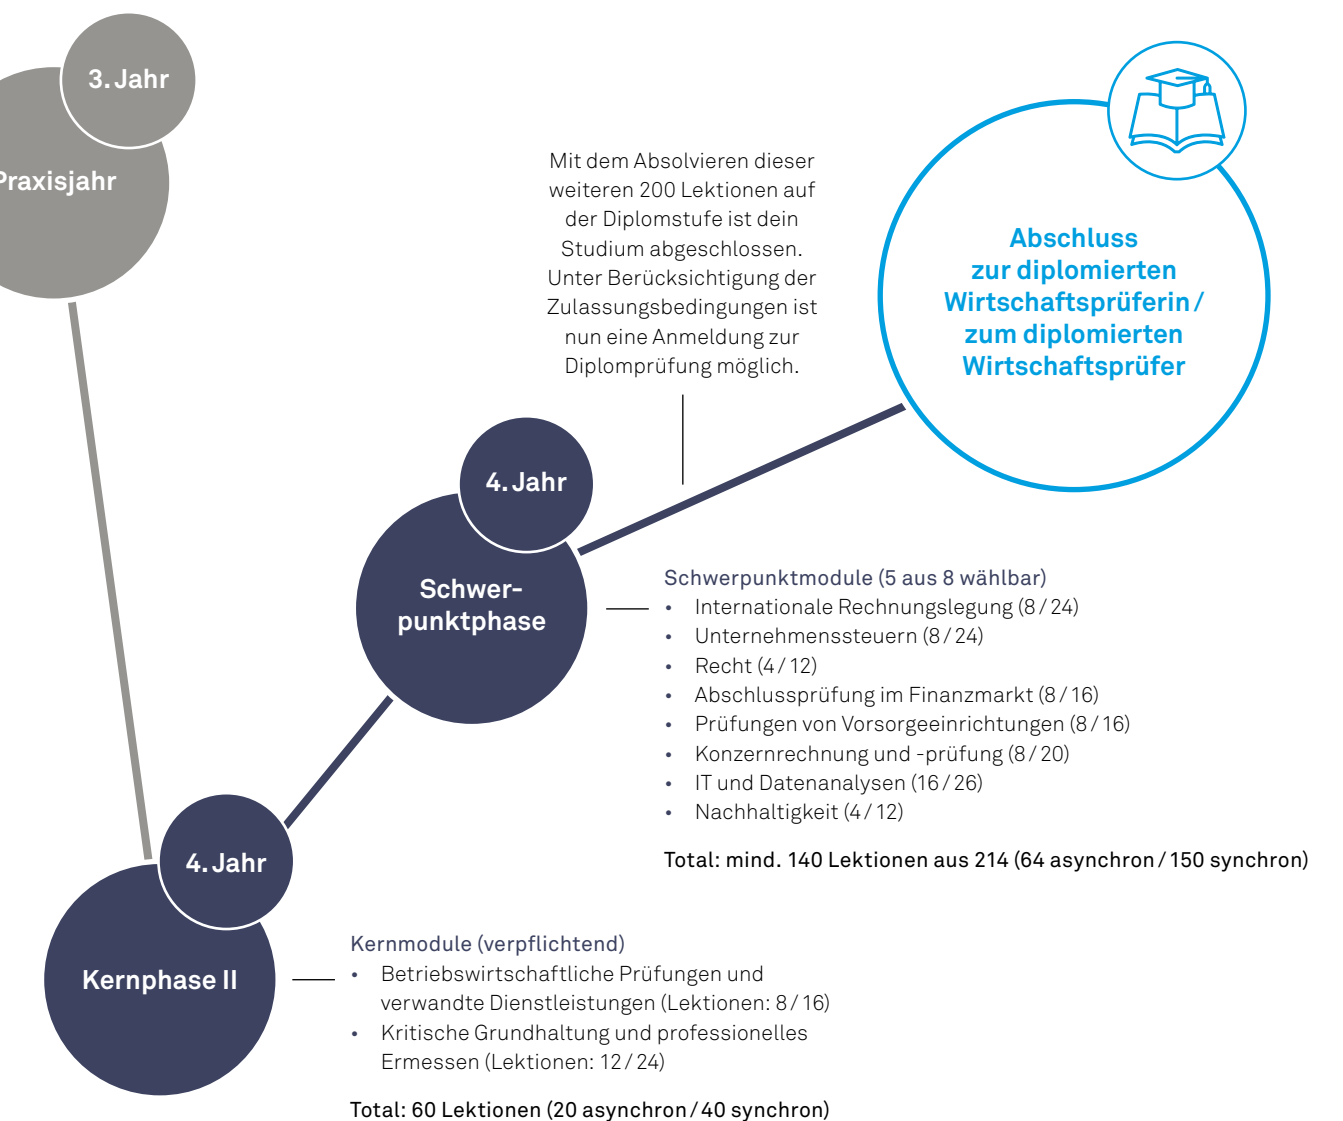 3. Jahr
Praxisjahr
Mit dem Absolvieren dieser
weiteren 200 Lektionen auf
der Diplomstufe ist dein
Studium abgeschlossen.
Unter Berücksichtigung der
Zulassungsbedingungen ist
nun eine Anmeldung zur
Diplomprüfung möglich.
Abschluss
zur diplomierten
Wirtschaftsprüferin /
zum diplomierten
Wirtschaftsprüfer
4. Jahr
Schwer-
punktphase
Schwerpunktmodule (5 aus 8 wählbar)
• Internationale Rechnungslegung (8 / 24)
• Unternehmenssteuern (8 / 24)
• Recht (4 / 12)
• Abschlussprüfung im Finanzmarkt (8 / 16)
• Prüfungen von Vorsorgeeinrichtungen (8 / 16)
• Konzernrechnung und -prüfung (8 / 20)
• IT und Datenanalysen (16 / 26)
• Nachhaltigkeit (4 / 12)
Total: mind. 140 Lektionen aus 214 (64 asynchron / 150 synchron)
4. Jahr
Kernphase II
Kernmodule (verpflichtend)
• Betriebswirtschaftliche Prüfungen und
verwandte Dienstleistungen (Lektionen: 8 / 16)
• Kritische Grundhaltung und professionelles
Ermessen (Lektionen: 12 / 24)
Total: 60 Lektionen (20 asynchron / 40 synchron)